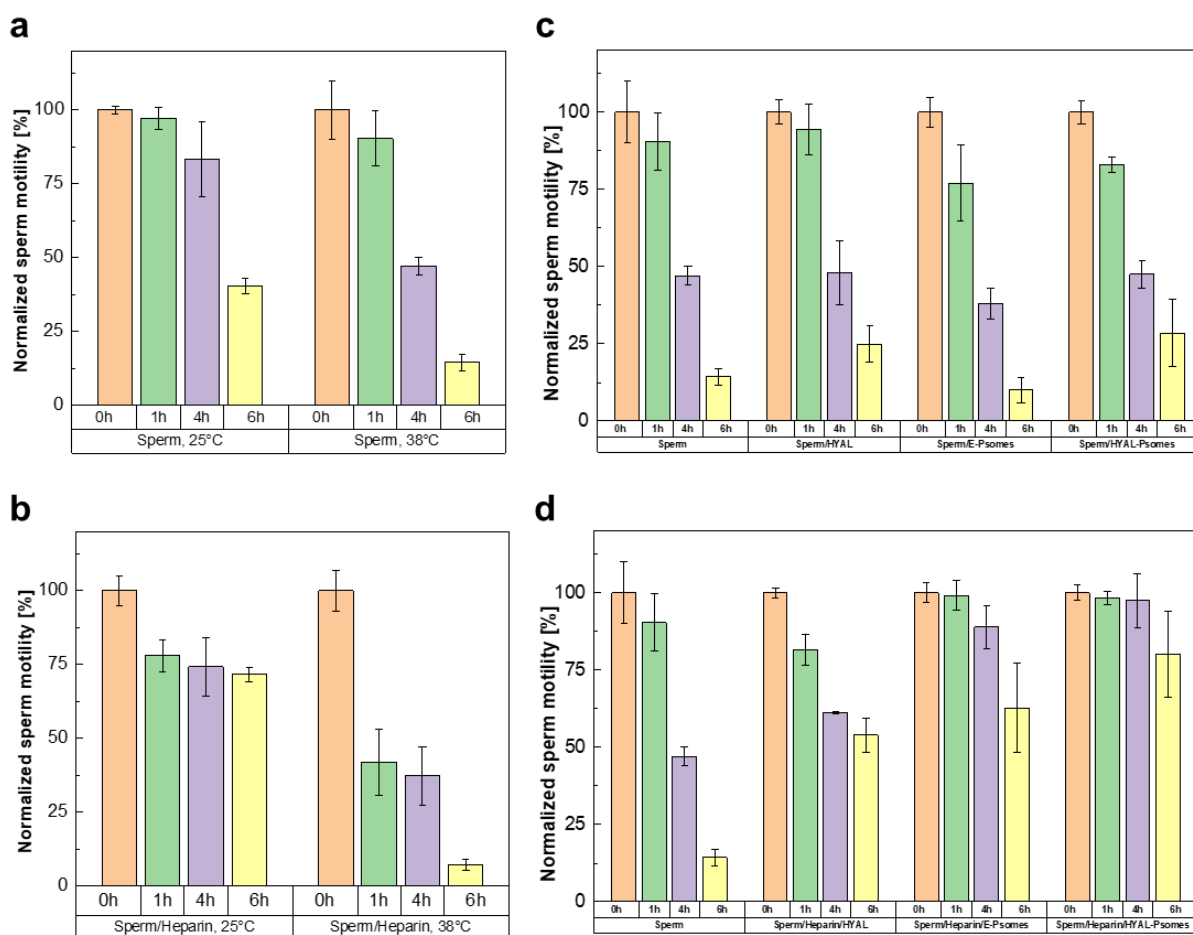 a
Normalized sperm motility [%]
100
75
50
25
0
0h 1h 4h 6h 0h 1h 4h 6h
Sperm, 25°C Sperm, 38°C
b
Normalized sperm motility [%]
100
75
50
25
0
0h 1h 4h 6h 0h 1h 4h 6h
Sperm/Heparin, 25°C Sperm/Heparin, 38°C
c
Normalized sperm motility [%]
100
75
50
25
0
0h 1h 4h 6h 0h 1h 4h 6h 0h 1h 4h 6h 0h 1h 4h 6h
Sperm Sperm/HYAL Sperm/E-Psomes Sperm/HYAL-Psomes
d
Normalized sperm motility [%]
100
75
50
25
0
0h 1h 4h 6h 0h 1h 4h 6h 0h 1h 4h 6h 0h 1h 4h 6h
Sperm Sperm/Heparin/HYAL Sperm/Heparin/E-Psomes Sperm/Heparin/HYAL-Psomes